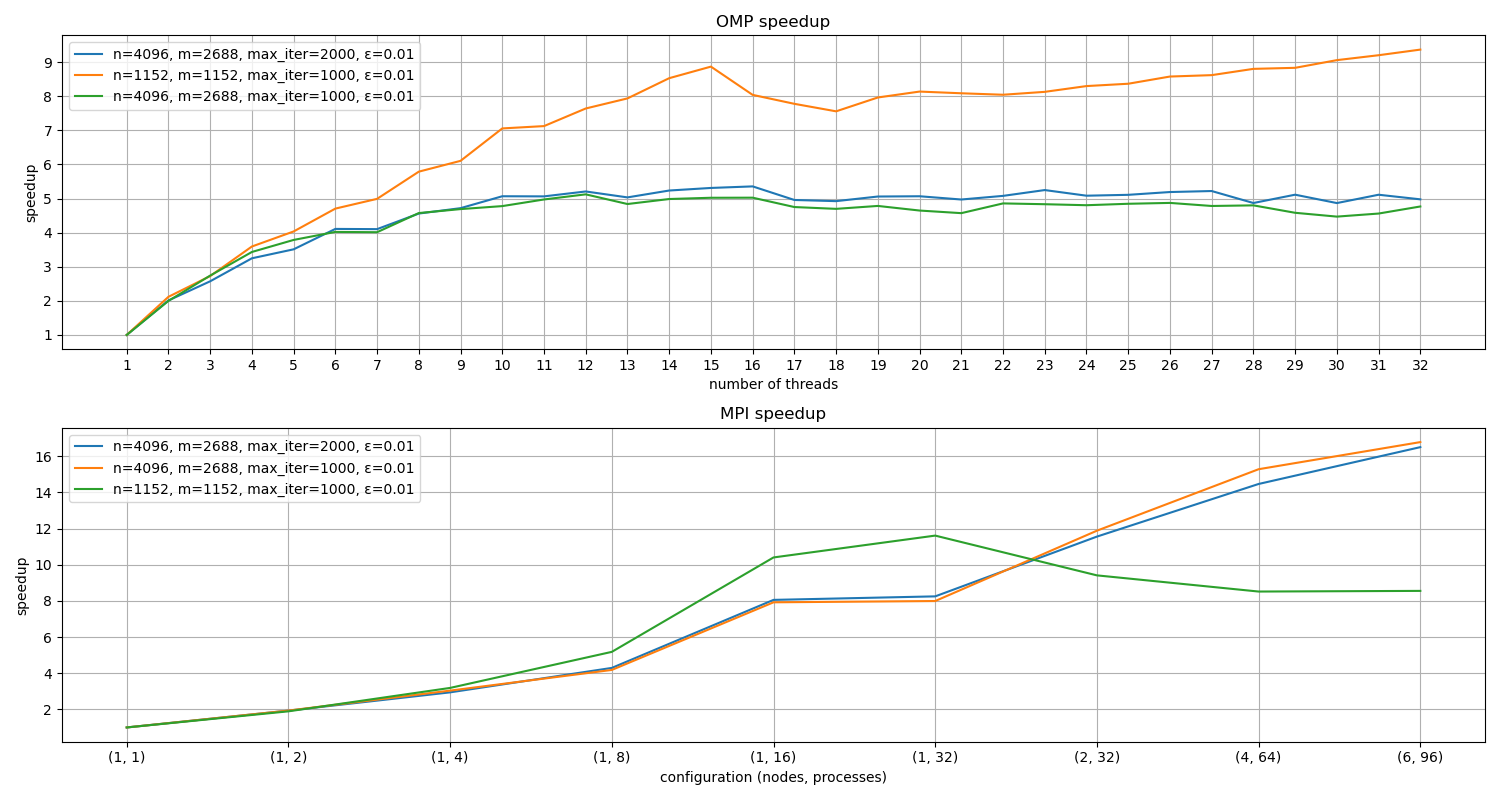 OMP speedup
n=4096, m=2688, max_iter=2000, ε=0.01
n=1152, m=1152, max_iter=1000, ε=0.01
n=4096, m=2688, max_iter=1000, ε=0.01
9
8
7
6
5
4
3
2
1
speedup
1 2 3 4 5 6 7 8 9 10 11 12 13 14 15 16 17 18 19 20 21 22 23 24 25 26 27 28 29 30 31 32
number of threads
MPI speedup
n=4096, m=2688, max_iter=2000, ε=0.01
n=4096, m=2688, max_iter=1000, ε=0.01
n=1152, m=1152, max_iter=1000, ε=0.01
16
14
12
10
8
6
4
2
speedup
(1, 1) (1, 2) (1, 4) (1, 8) (1, 16) (1, 32) (2, 32) (4, 64) (6, 96)
configuration (nodes, processes)